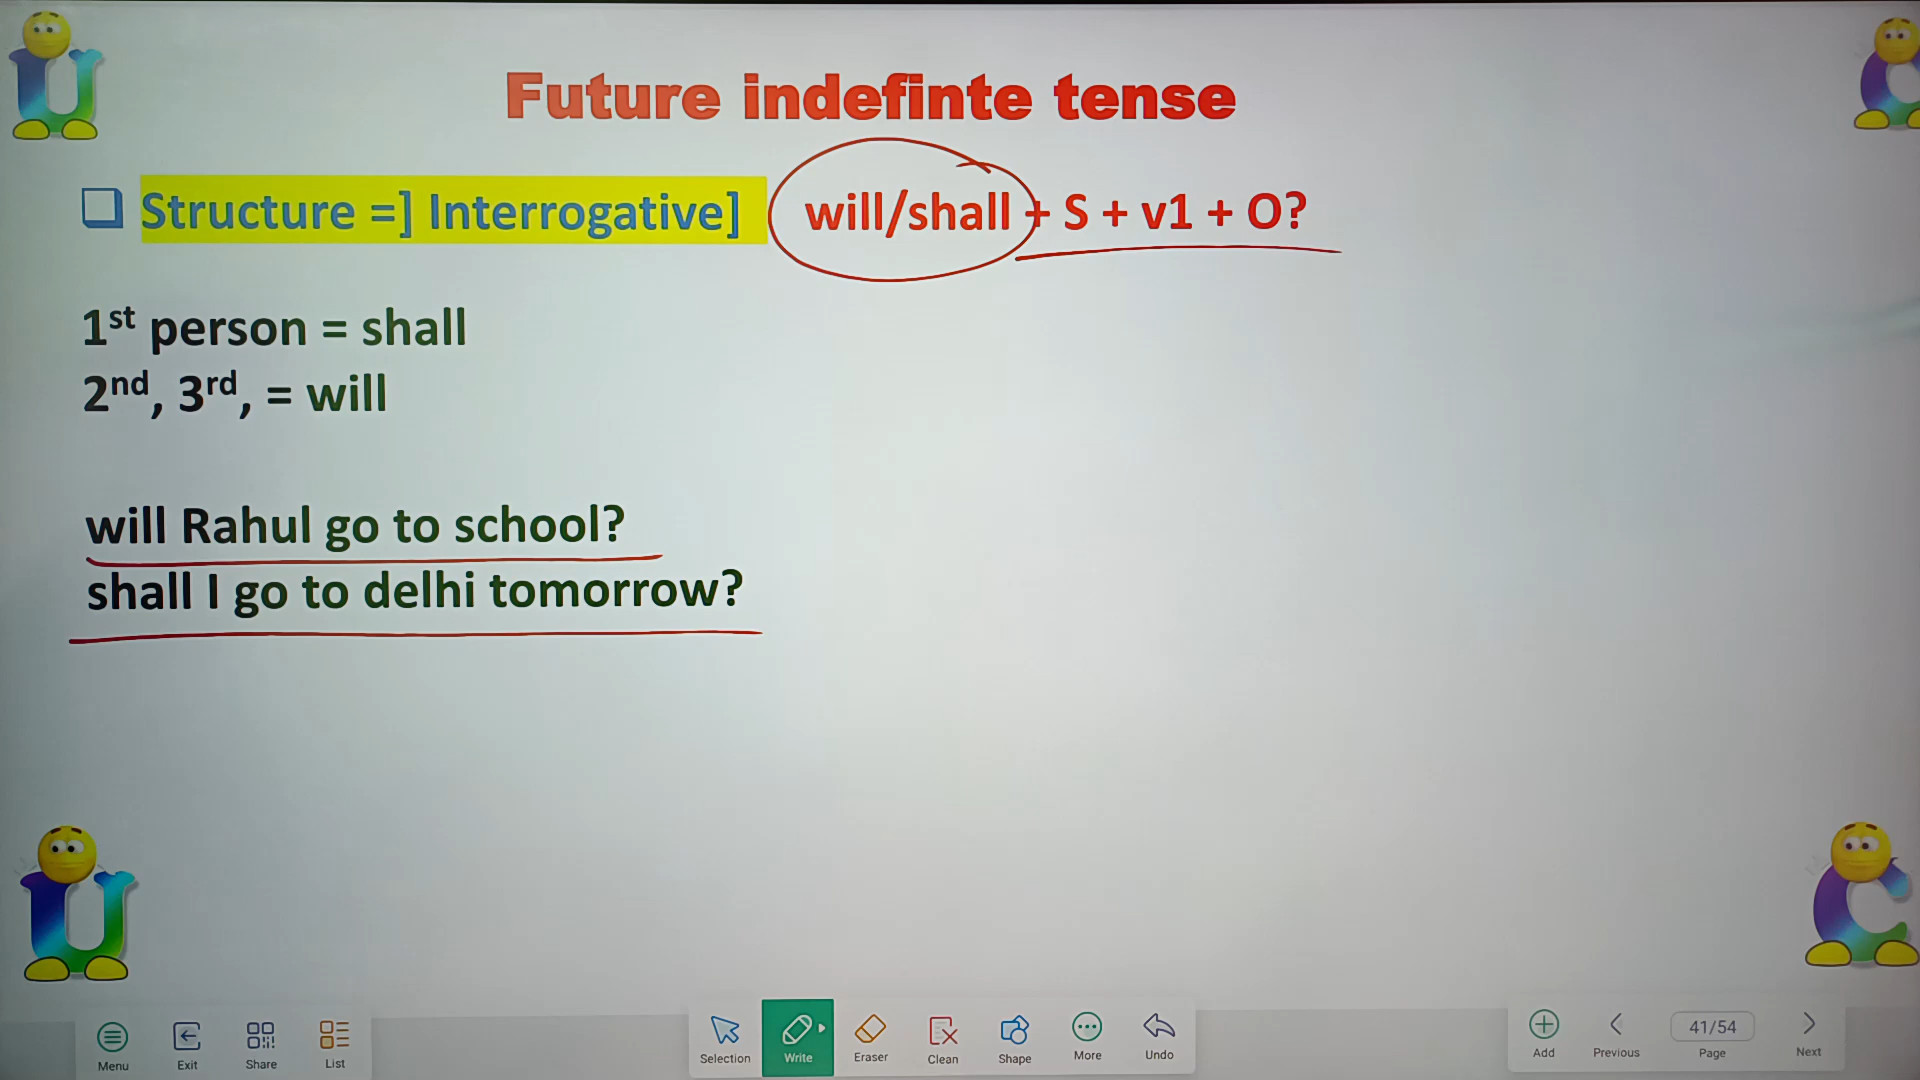 Future indefinte tense
Structure =] Interrogative] will/shall + S + v1 + O?
1st person = shall
2nd, 3rd, = will
will Rahul go to school?
shall I go to delhi tomorrow?
Menu Exit Share List Selection Write Eraser Clean Shape More Undo Add Previous 41/54 Page Next